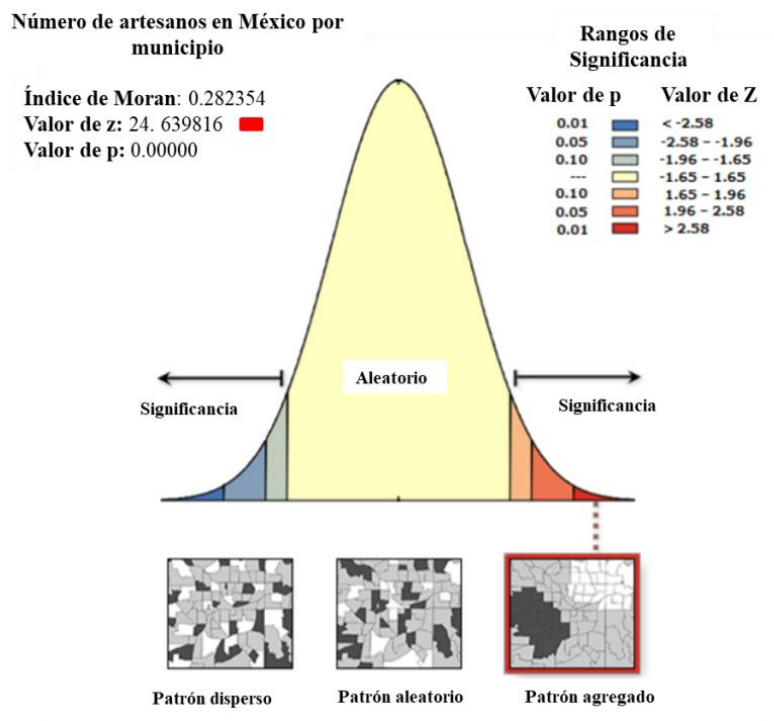 Número de artesanos en México por
municipio
Índice de Moran: 0.282354
Valor de z: 24. 639816
Valor de p: 0.00000
Rangos de
Significancia
Valor de p Valor de Z
0.01 < -2.58
0.05 -2.58 – -1.96
0.10 -1.96 – -1.65
--- -1.65 – 1.65
0.10 1.65 – 1.96
0.05 1.96 – 2.58
0.01 > 2.58
Aleatorio
Significancia
Significancia
Patrón disperso
Patrón aleatorio
Patrón agregado